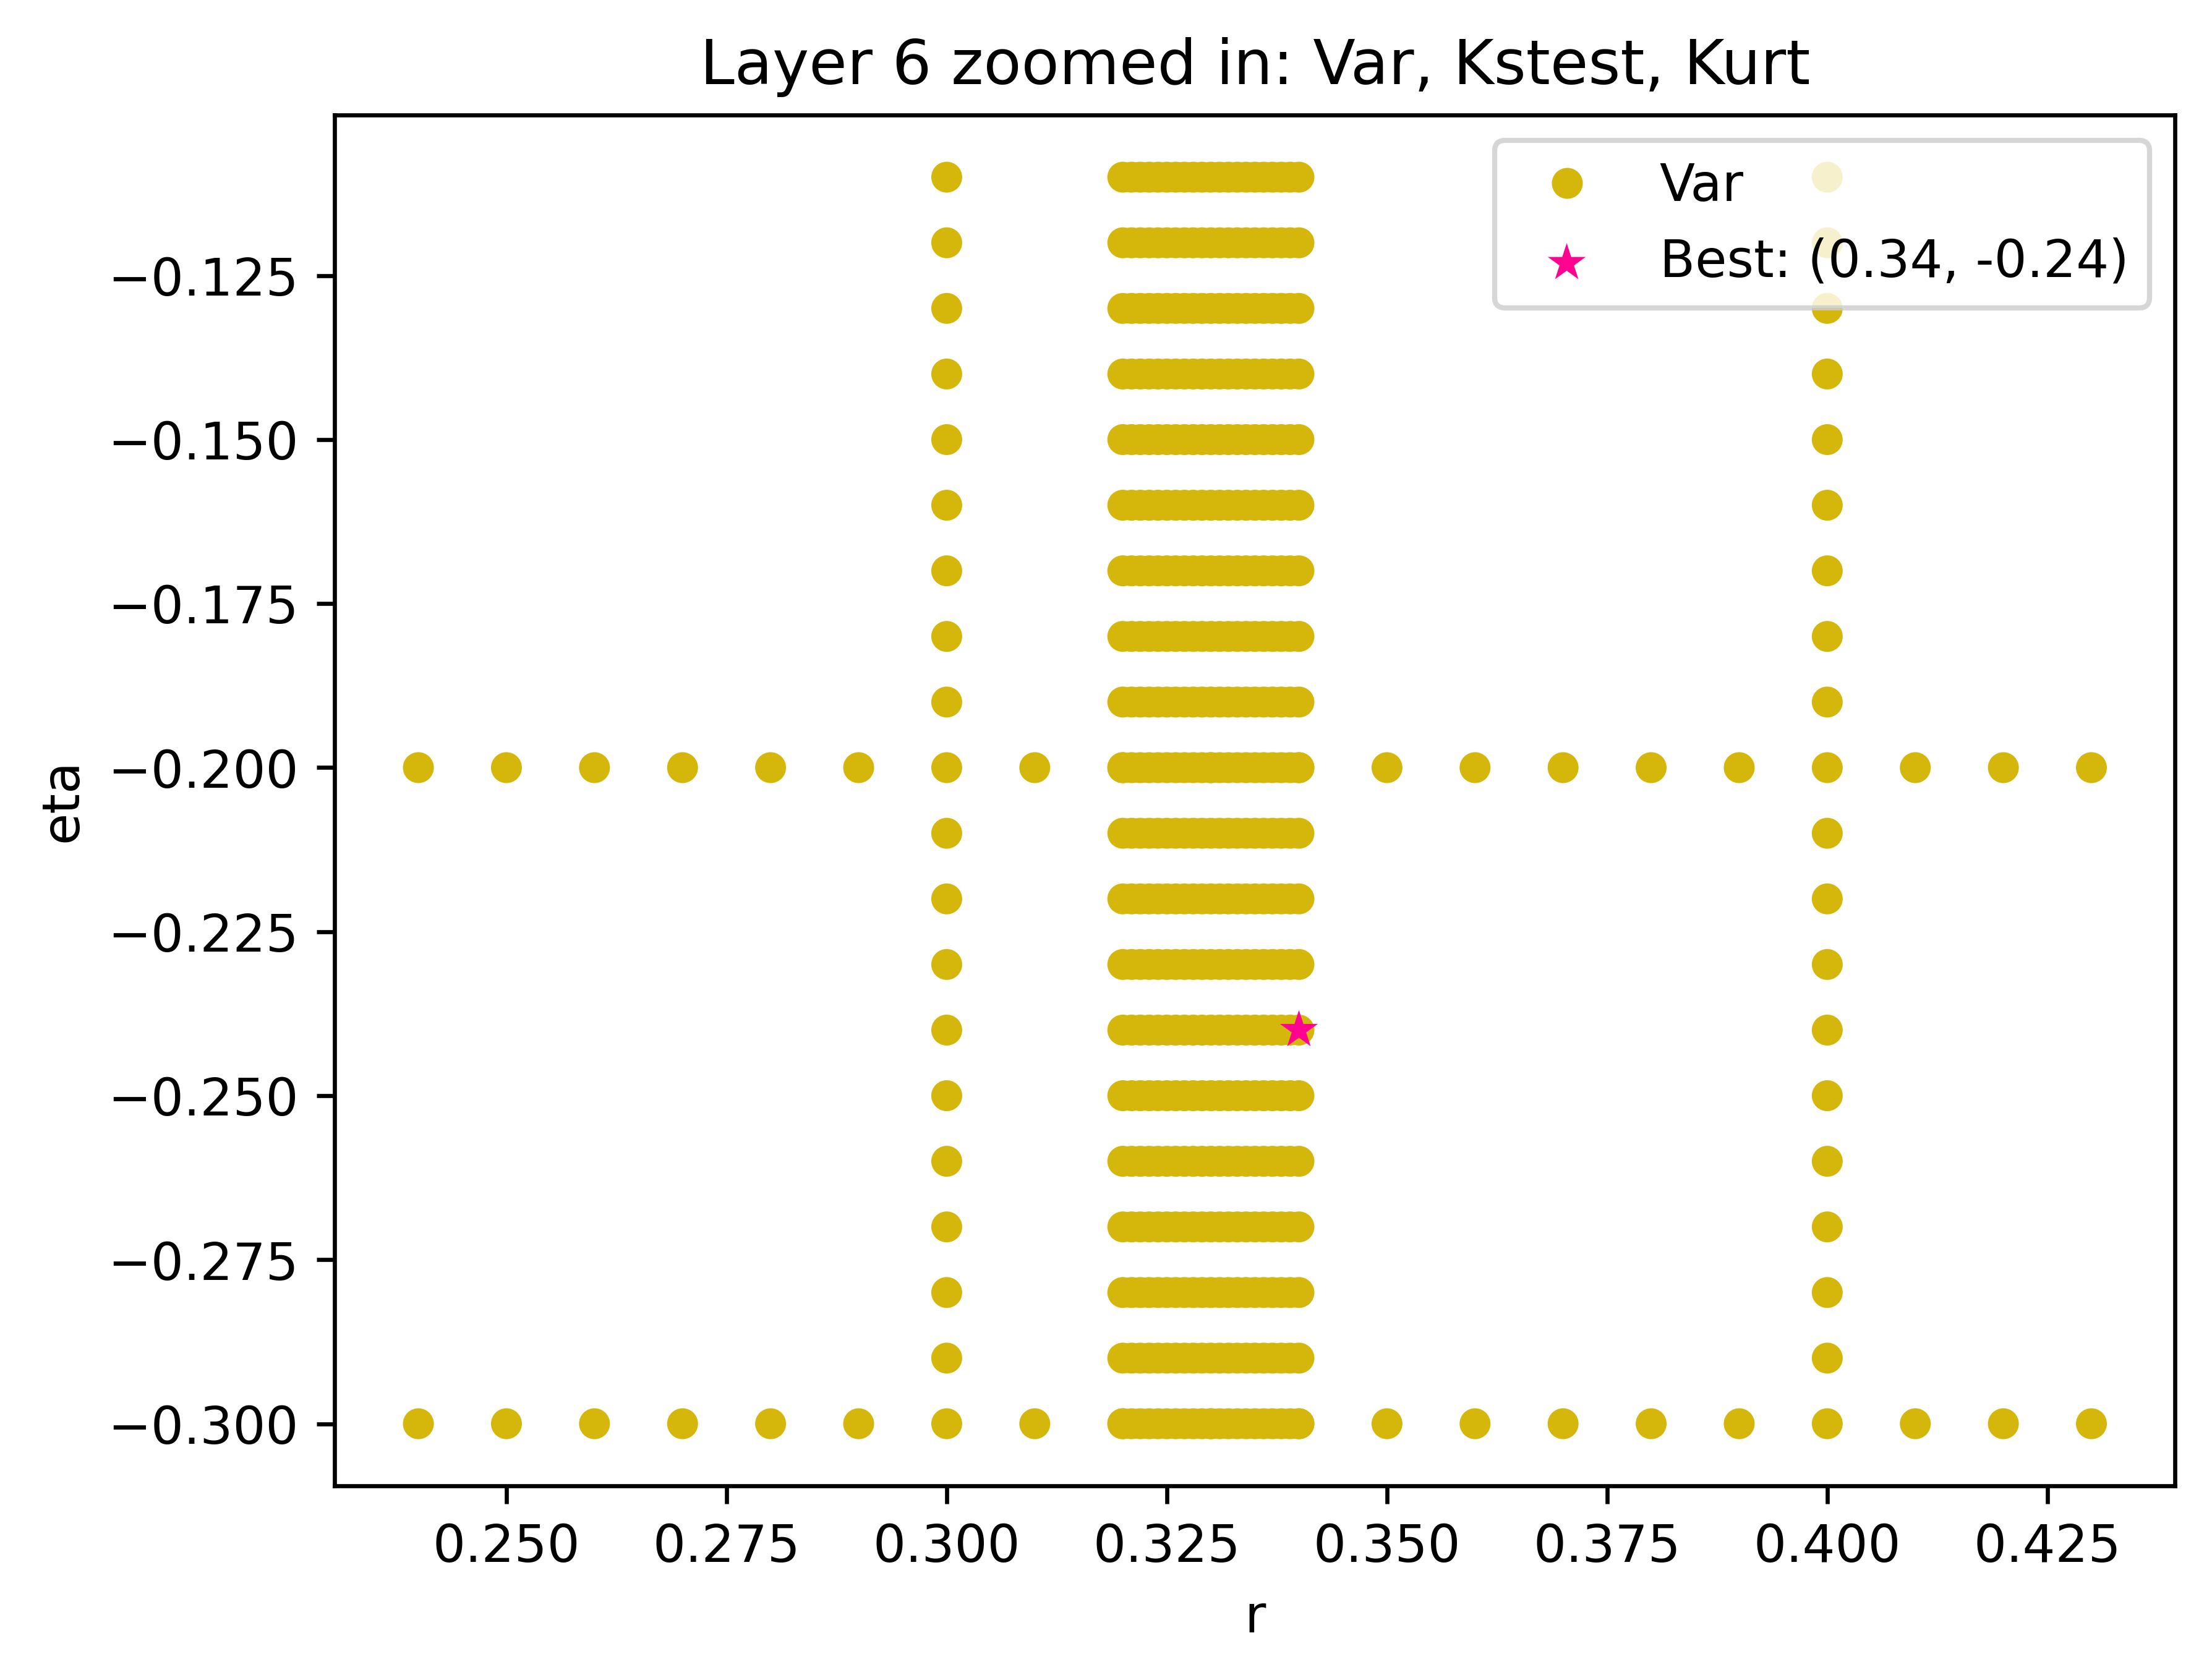 Layer 6 zoomed in: Var, Kstest, Kurt
Var
Best: (0.34, -0.24)
−0.125
−0.150
−0.175
−0.200
−0.225
−0.250
−0.275
−0.300
eta
0.250 0.275 0.300 0.325 0.350 0.375 0.400 0.425
r